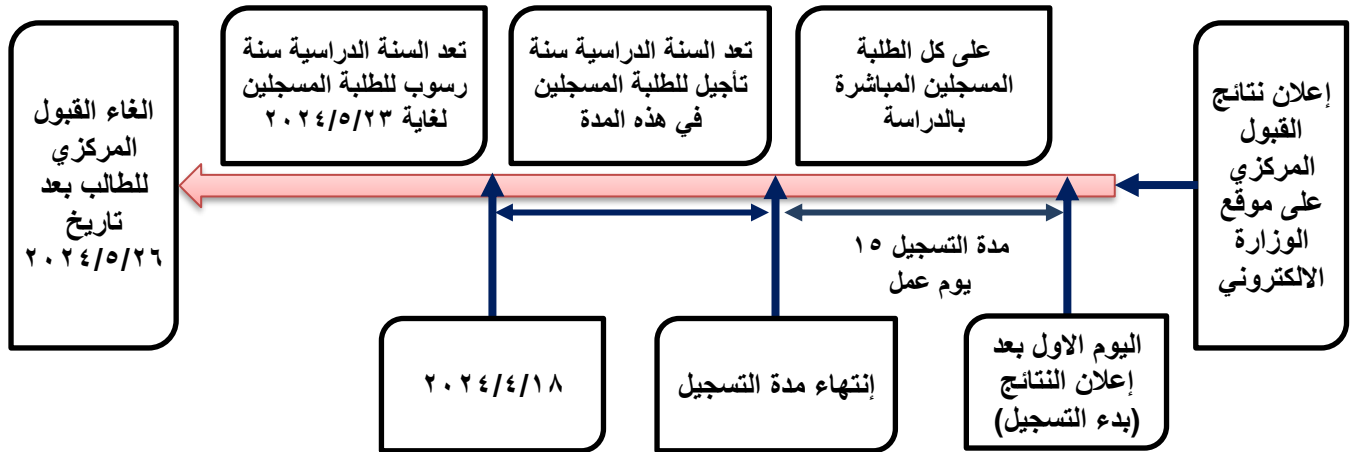 إعلان نتائج
القبول
المركزي
على موقع
الوزارة
الالكتروني
على كل الطلبة
المسجلين المباشرة
بالدراسة
تعد السنة الدراسية سنة
تأجيل للطلبة المسجلين
في هذه المدة
تعد السنة الدراسية سنة
رسوب للطلبة المسجلين
لغاية ٢٠٢٤/٥/٢٣
الغاء القبول
المركزي
للطالب بعد
تاريخ
٢٠٢٤/٥/٢٦
مدة التسجيل ١٥
يوم عمل
اليوم الاول بعد
إعلان النتائج
(بدء التسجيل)
إنتهاء مدة التسجيل
٢٠٢٤/٤/١٨